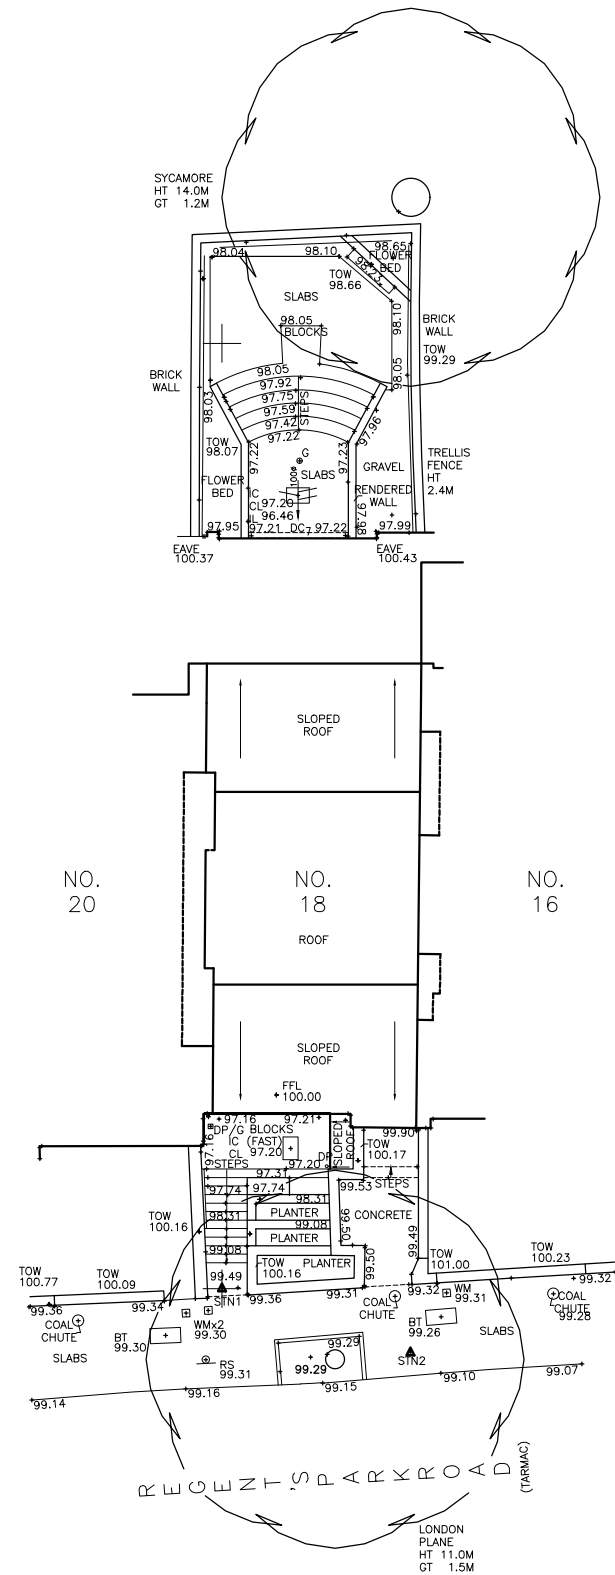 SYCAMORE
HT 14.0M
GT 1.2M
98.04
98.10
98.65
FLOWER
BED
98.23
TOW
98.66
SLABS
98.10
98.05
BLOCKS
BRICK
WALL
TOW
99.29
BRICK
WALL
98.05
97.92
97.75
97.59
97.42
97.22
STEPS
98.05
98.03
97.96
TOW
98.07
97.22
97.23
G
SLABS
100ø
GRAVEL
TRELLIS
FENCE
HT
2.4M
FLOWER
BED
IC
CL 97.20
IL 96.46
RENDERED
WALL
97.95
97.21
DC
97.22
97.98
97.99
EAVE
100.37
EAVE
100.43
SLOPED
ROOF
NO.
20
NO.
18
NO.
16
ROOF
SLOPED
ROOF
FFL
100.00
97.16
97.21
DP/G BLOCKS
IC (FAST)
CL 97.20
97.16
STEPS
97.20
DP
SLOPED
ROOF
99.90
TOW
100.17
97.31
97.74
97.74
98.31
98.31
PLANTER
99.08
99.08
PLANTER
TOW
100.16
PLANTER
99.53
STEPS
CONCRETE
99.50
99.50
99.49
TOW
100.16
99.49
STN1
99.36
99.31
TOW
101.00
TOW
100.23
99.32
99.32
TOW
100.77
TOW
100.09
99.36
99.34
COAL
CHUTE
SLABS
BT
99.30
WMx2
99.30
RS
99.31
COAL
CHUTE
WM
99.31
BT
99.26
COAL
CHUTE
99.28
SLABS
STN2
99.29
99.29
99.14
99.16
99.15
99.10
99.07
REGENT'S PARK ROAD
(TARMAC)
LONDON
PLANE
HT 11.0M
GT 1.5M